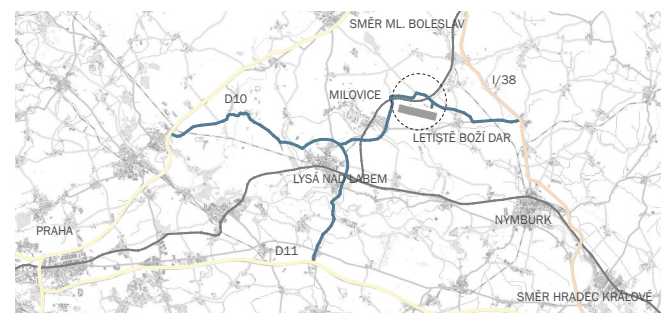 SMĚR ML. BOLESLAV
I/38
D10
MILOVICE
LETIŠTĚ BOŽÍ DAR
LYSÁ NAD LABEM
NYMBURK
PRAHA
D11
SMĚR HRADEC KRÁLOVÉ